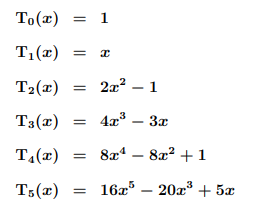 T₀(x) = 1
T₁(x) = x
T₂(x) = 2x² − 1
T₃(x) = 4x³ − 3x
T₄(x) = 8x⁴ − 8x² + 1
T₅(x) = 16x⁵ − 20x³ + 5x